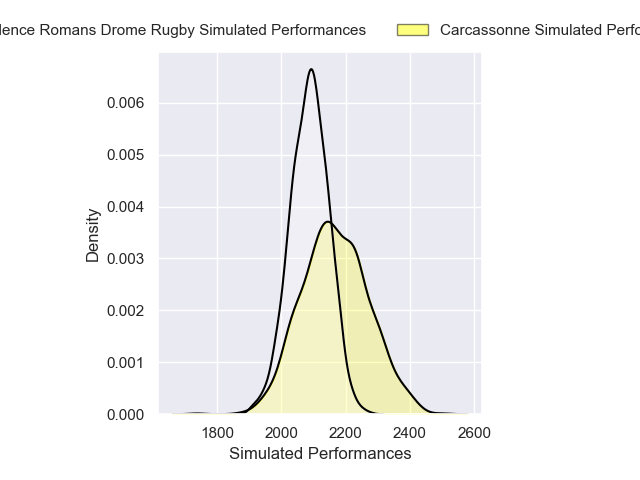 lence Romans Drome Rugby Simulated Performances Carcassonne Simulated Perfo
0.006
0.005
0.004
0.003
0.002
0.001
0.000
Density
1800 2000 2200 2400 2600
Simulated Performances